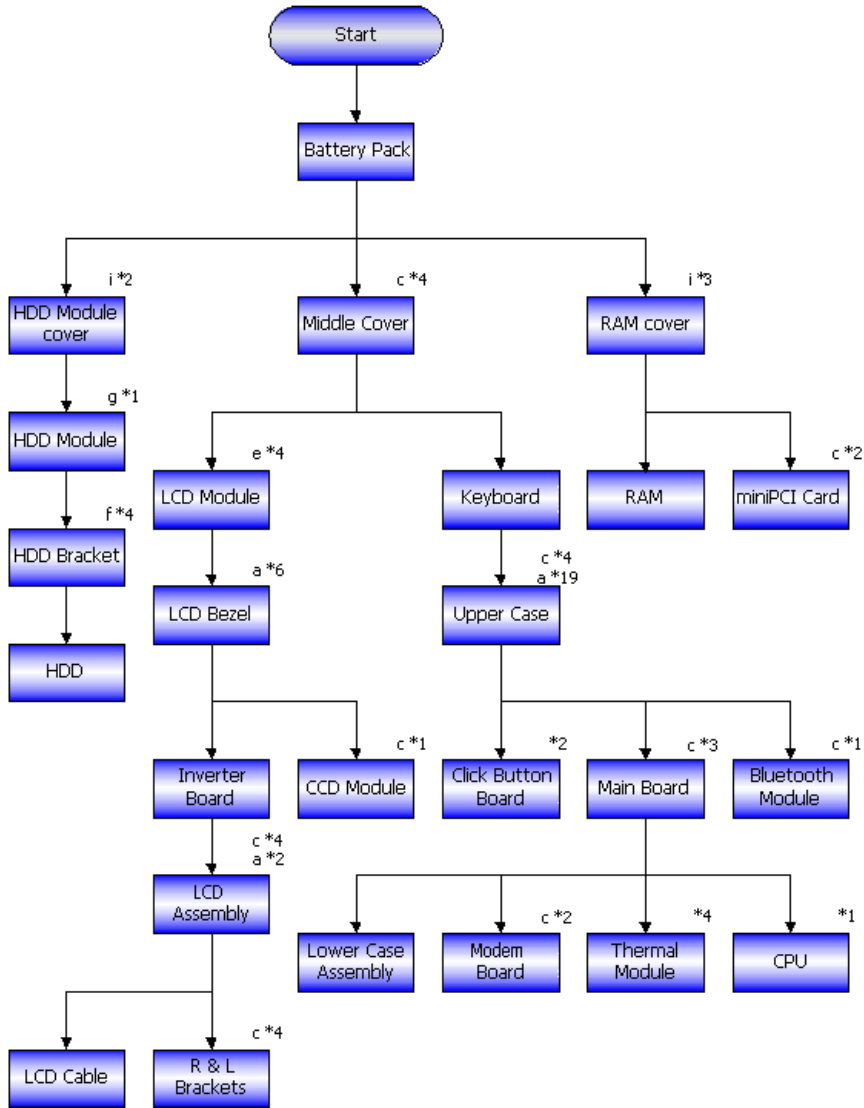 Start
Battery Pack
i *2
c *4
i *3
HDD Module
cover
Middle Cover
RAM cover
g *1
HDD Module
e *4
c *2
LCD Module
Keyboard
RAM
miniPCI Card
f *4
HDD Bracket
c *4
a *6
a *19
LCD Bezel
Upper Case
HDD
c *1
*2
c *3
c *1
Inverter
Board
CCD Module
Click Button
Board
Main Board
Bluetooth
Module
c *4
a *2
LCD
Assembly
c *2
*4
*1
Lower Case
Assembly
Modem
Board
Thermal
Module
CPU
c *4
LCD Cable
R & L
Brackets